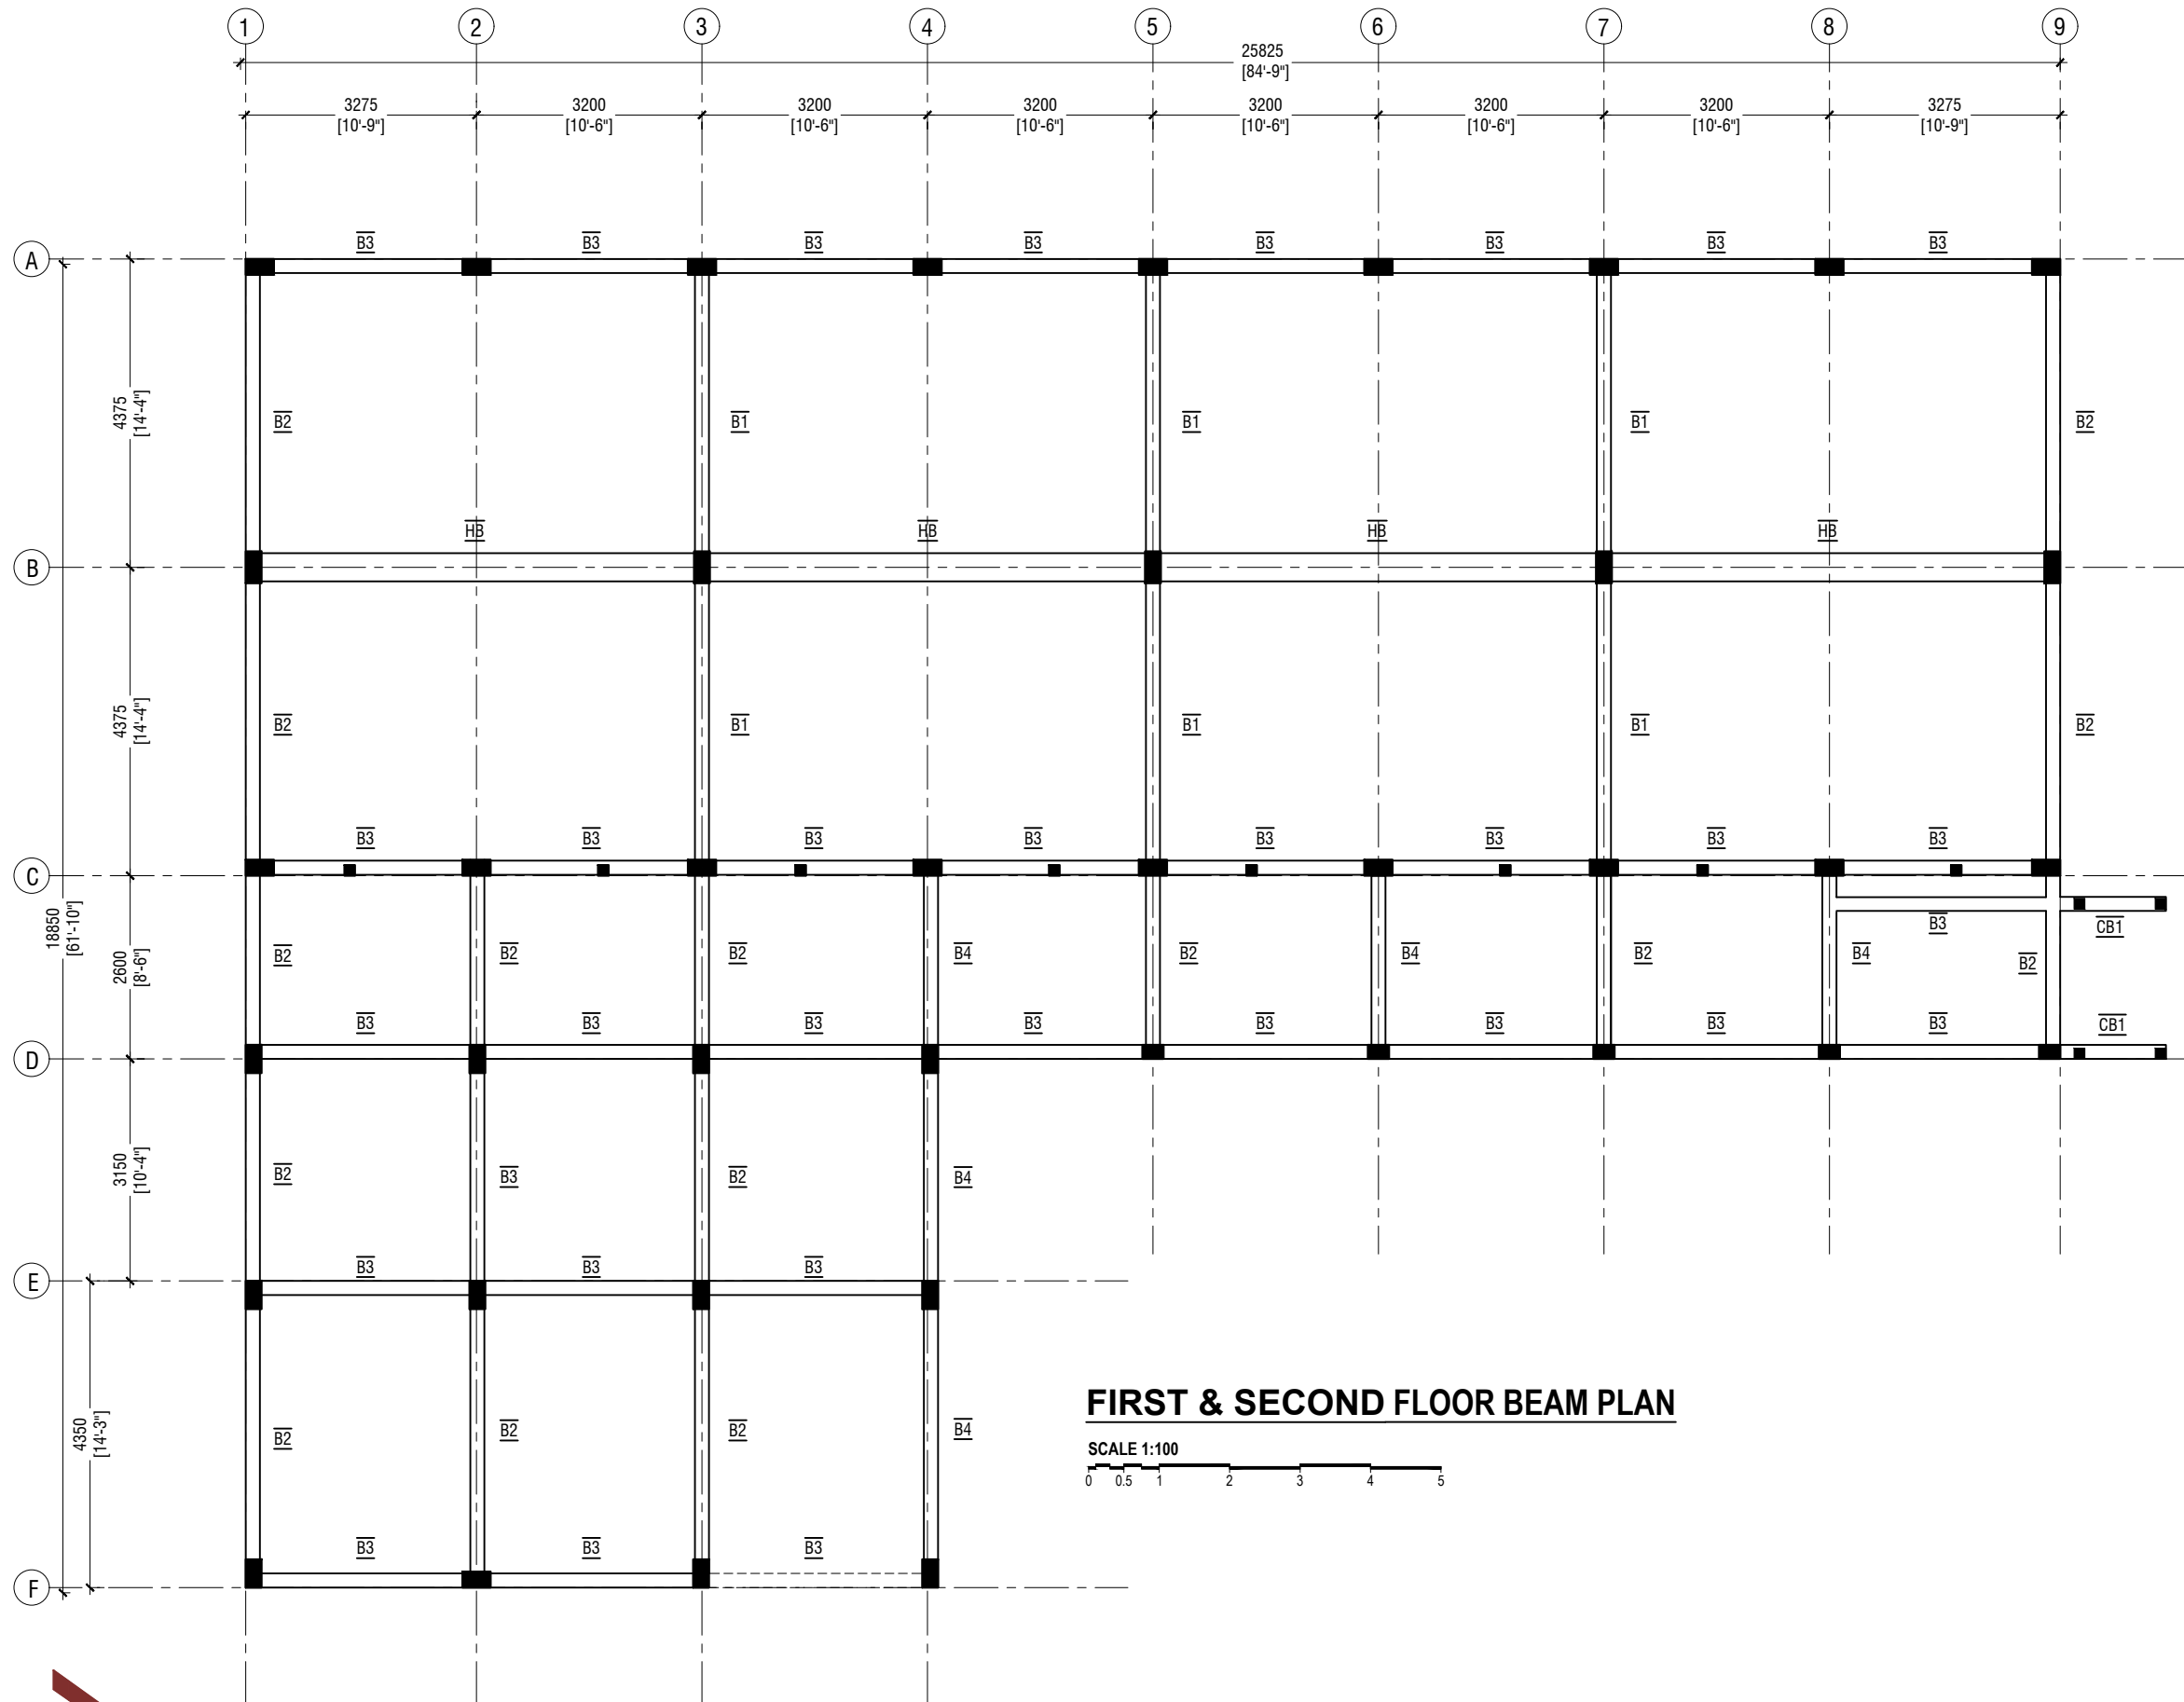 1 2 3 4 5 6 7 8 9
25825
[84'-9"]
3275 3200 3200 3200 3200 3200 3200 3275
[10'-9"] [10'-6"] [10'-6"] [10'-6"] [10'-6"] [10'-6"] [10'-6"] [10'-9"]
B3 B3 B3 B3 B3 B3 B3 B3
A
4375
[14'-4"]
B2 B1 B1 B1 B2
HB HB HB HB
B
4375
[14'-4"]
B2 B1 B1 B1 B2
B3 B3 B3 B3 B3 B3 B3 B3
C
18850
[61'-10"]
2600
[8'-6"]
B3 CB1
B2 B2 B2 B4 B2 B4 B2 B4 B2
B3 B3 B3 B3 B3 B3 B3 B3 CB1
D
3150
[10'-4"]
B2 B3 B2 B4
B3 B3 B3
E
4350
[14'-3"]
B2 B2 B2 B4
FIRST & SECOND FLOOR BEAM PLAN
SCALE 1:100
0 0.5 1 2 3 4 5
B3 B3 B3
F